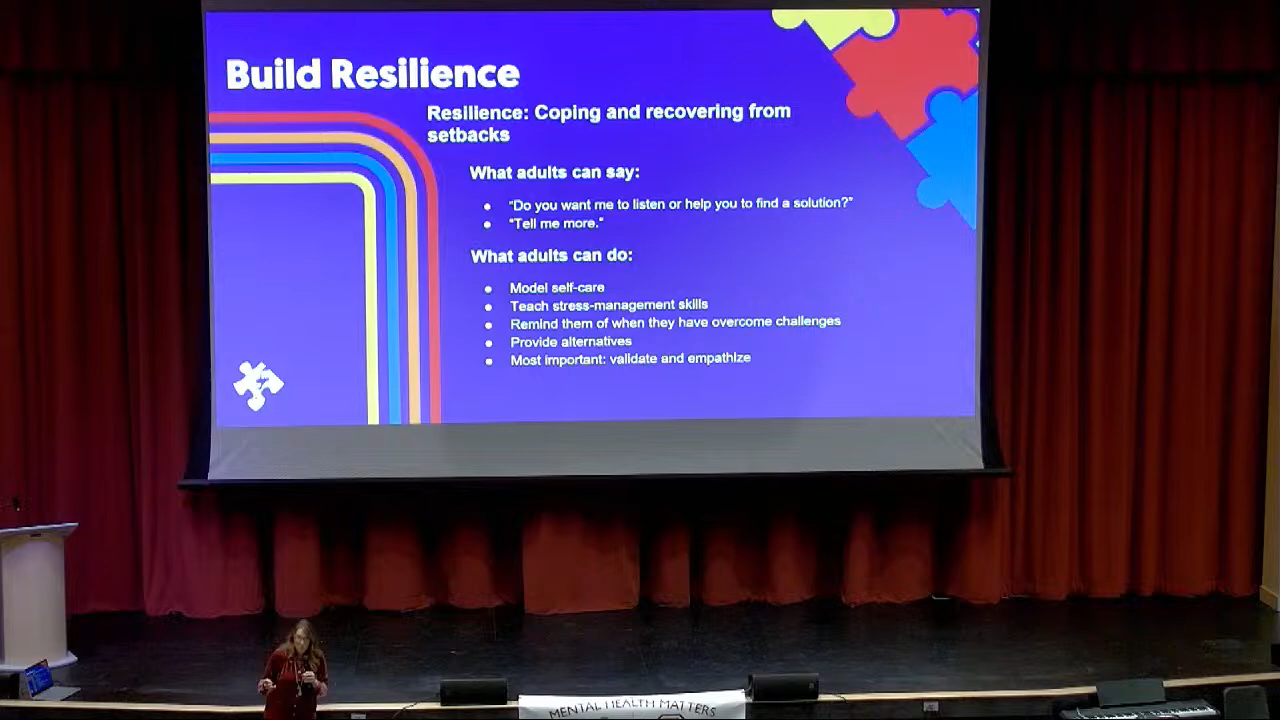 Build Resilience
Resilience: Coping and recovering from
setbacks
What adults can say:
• “Do you want me to listen or help you to find a solution?”
• “Tell me more.”
What adults can do:
• Model self-care
• Teach stress-management skills
• Remind them of when they have overcome challenges
• Provide alternatives
• Most important: validate and empathize
MENTAL HEALTH MATTERS